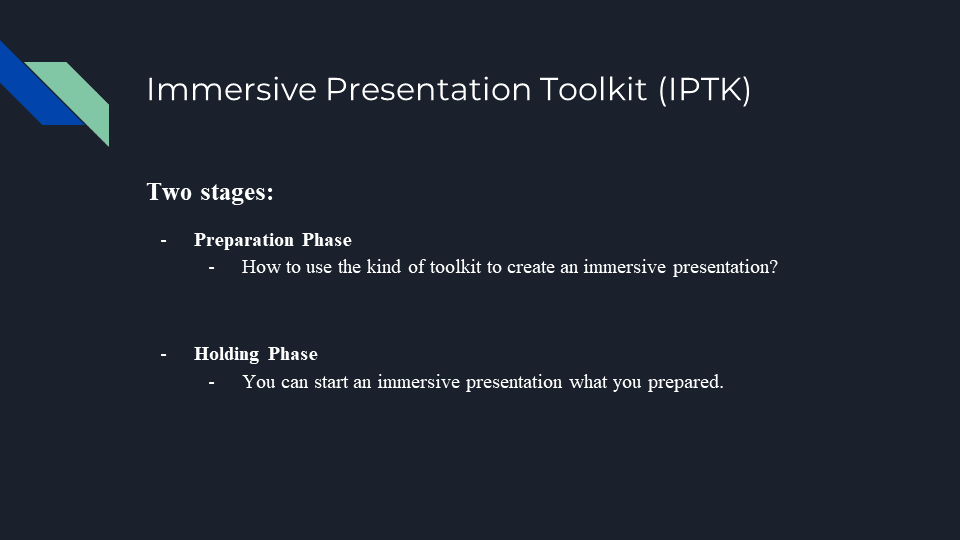 Immersive Presentation Toolkit (IPTK)
Two stages:
- Preparation Phase
- How to use the kind of toolkit to create an immersive presentation?
- Holding Phase
- You can start an immersive presentation what you prepared.